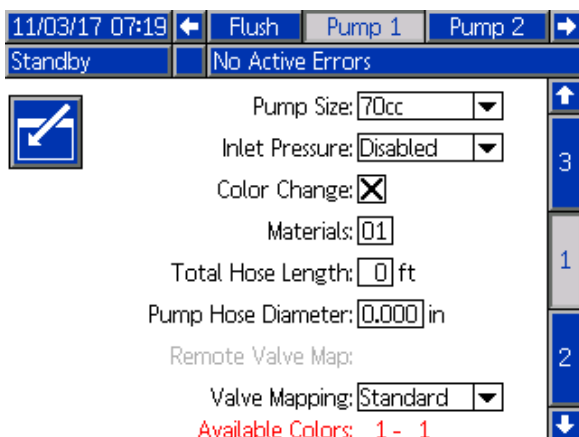 11/03/17 07:19 Flush Pump 1 Pump 2
Standby No Active Errors
Pump Size: 70cc
Inlet Pressure: Disabled
3
Color Change:
Materials: 01
Total Hose Length: 0 ft
1
Pump Hose Diameter: 0.000 in
Remote Valve Map:
2
Valve Mapping: Standard
Available Colors: 1 - 1